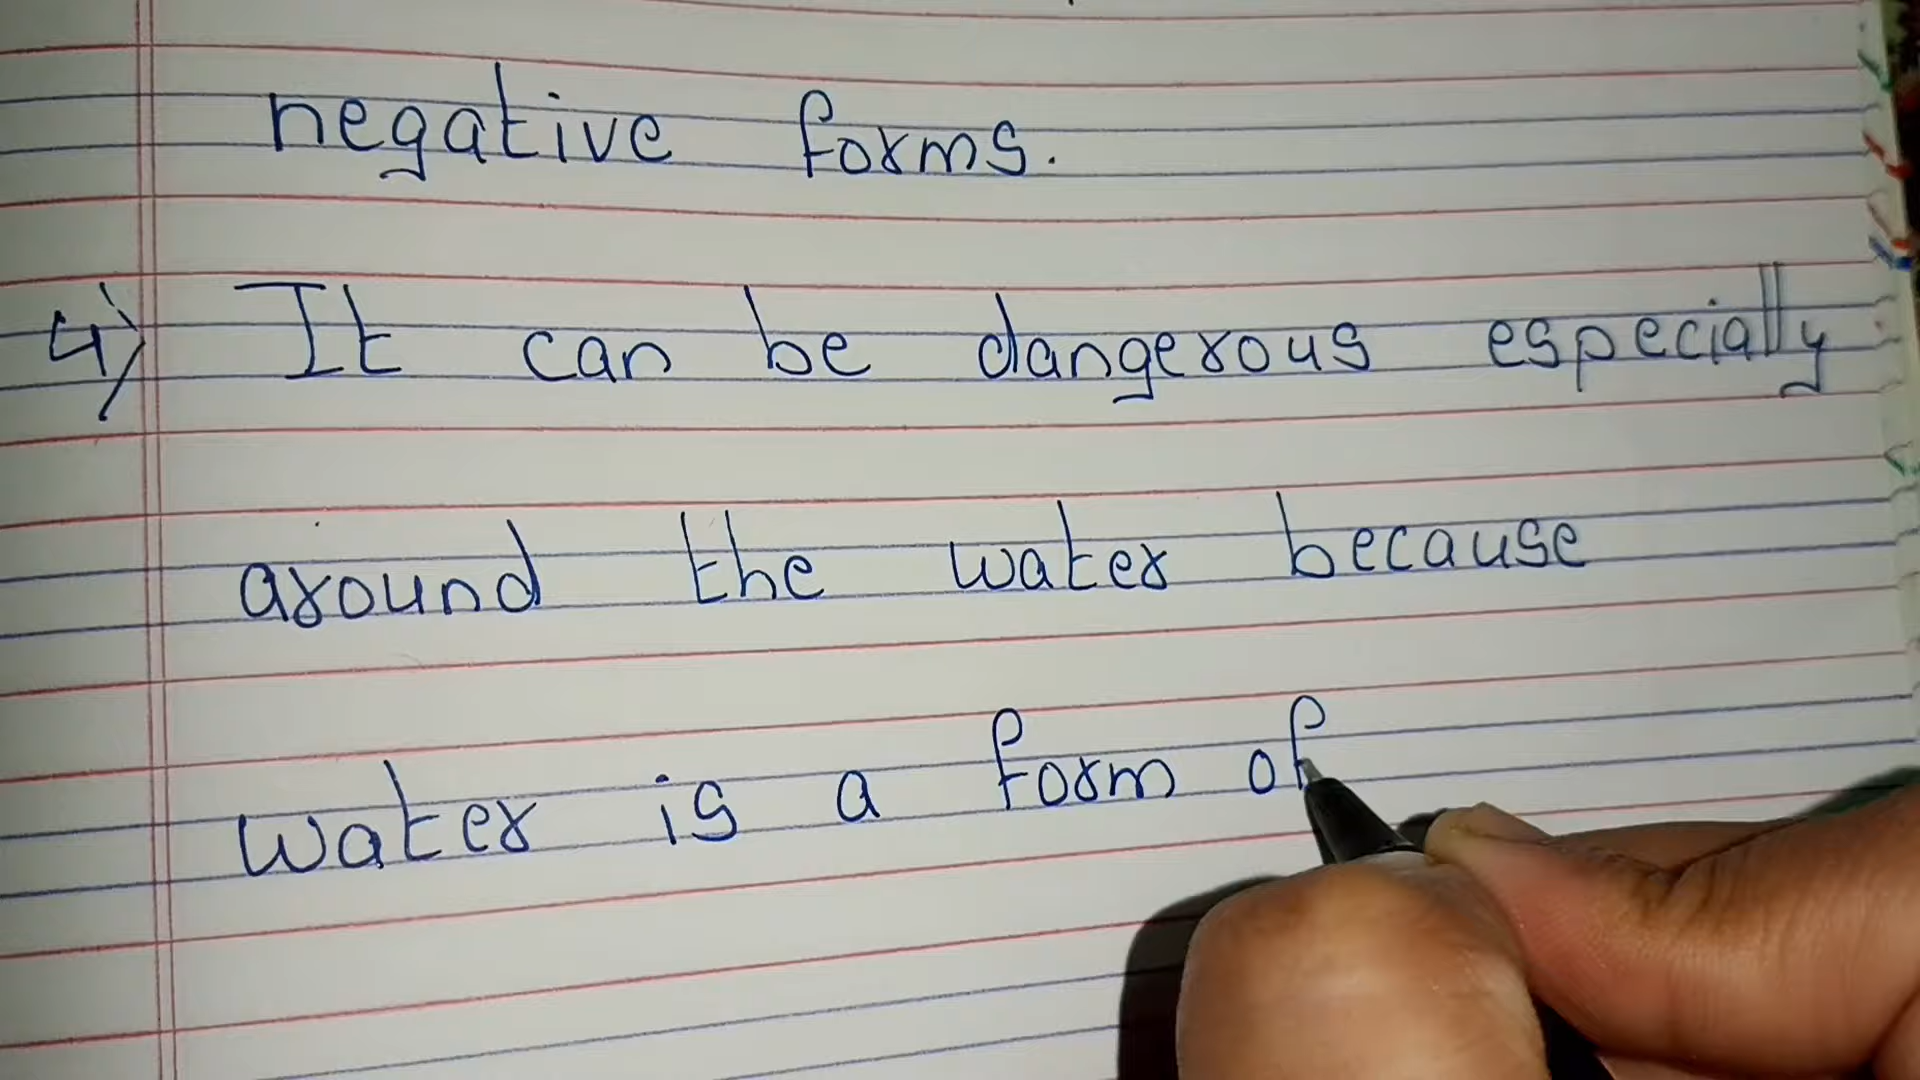 negative forms.
4) It can be dangerous especially
around the water because
water is a form of